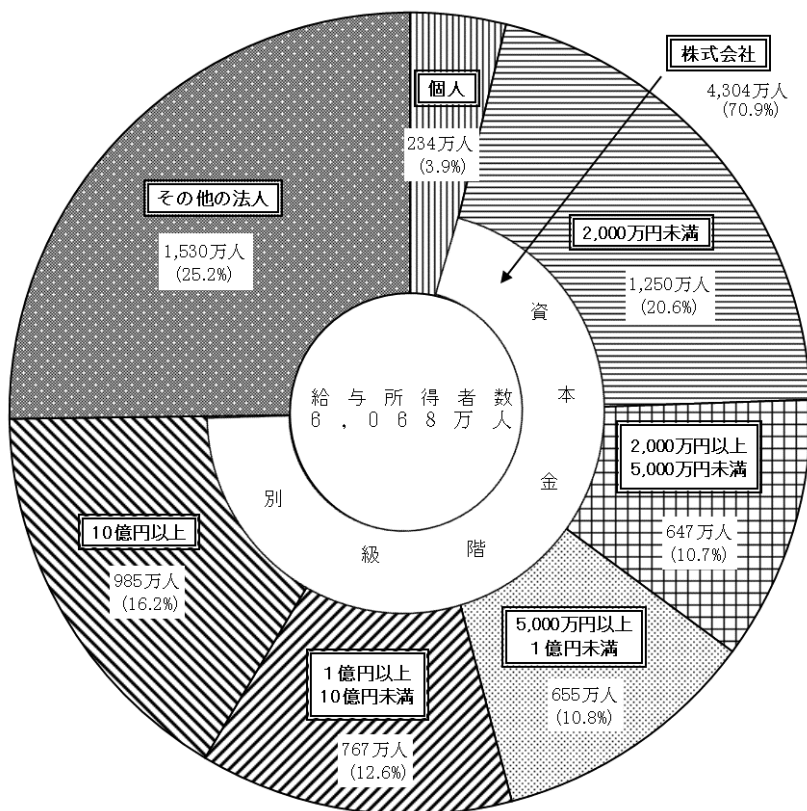 株式会社
4,304万人
(70.9%)
個人
234万人
(3.9%)
2,000万円未満
1,250万人
(20.6%)
その他の法人
1,530万人
(25.2%)
給与所得者数
6,068万人
資本金階級別
2,000万円以上
5,000万円未満
647万人
(10.7%)
5,000万円以上
1億円未満
655万人
(10.8%)
1億円以上
10億円未満
767万人
(12.6%)
10億円以上
985万人
(16.2%)